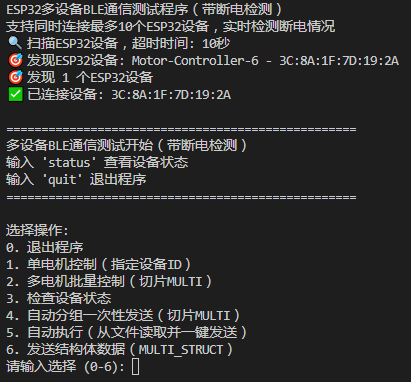 ESP32多设备BLE通信测试程序（带断电检测）
支持同时连接最多10个ESP32设备，实时检测断电情况
🔍 扫描ESP32设备，超时时间: 10秒
🎯 发现ESP32设备: Motor-Controller-6 - 3C:8A:1F:7D:19:2A
🎯 发现 1 个ESP32设备
✅ 已连接设备: 3C:8A:1F:7D:19:2A
==================================================
多设备BLE通信测试开始（带断电检测）
输入 'status' 查看设备状态
输入 'quit' 退出程序
==================================================
选择操作:
0. 退出程序
1. 单电机控制（指定设备ID）
2. 多电机批量控制（切片MULTI）
3. 检查设备状态
4. 自动分组一次性发送（切片MULTI）
5. 自动执行（从文件读取并一键发送）
6. 发送结构体数据（MULTI_STRUCT）
请输入选择 (0-6):